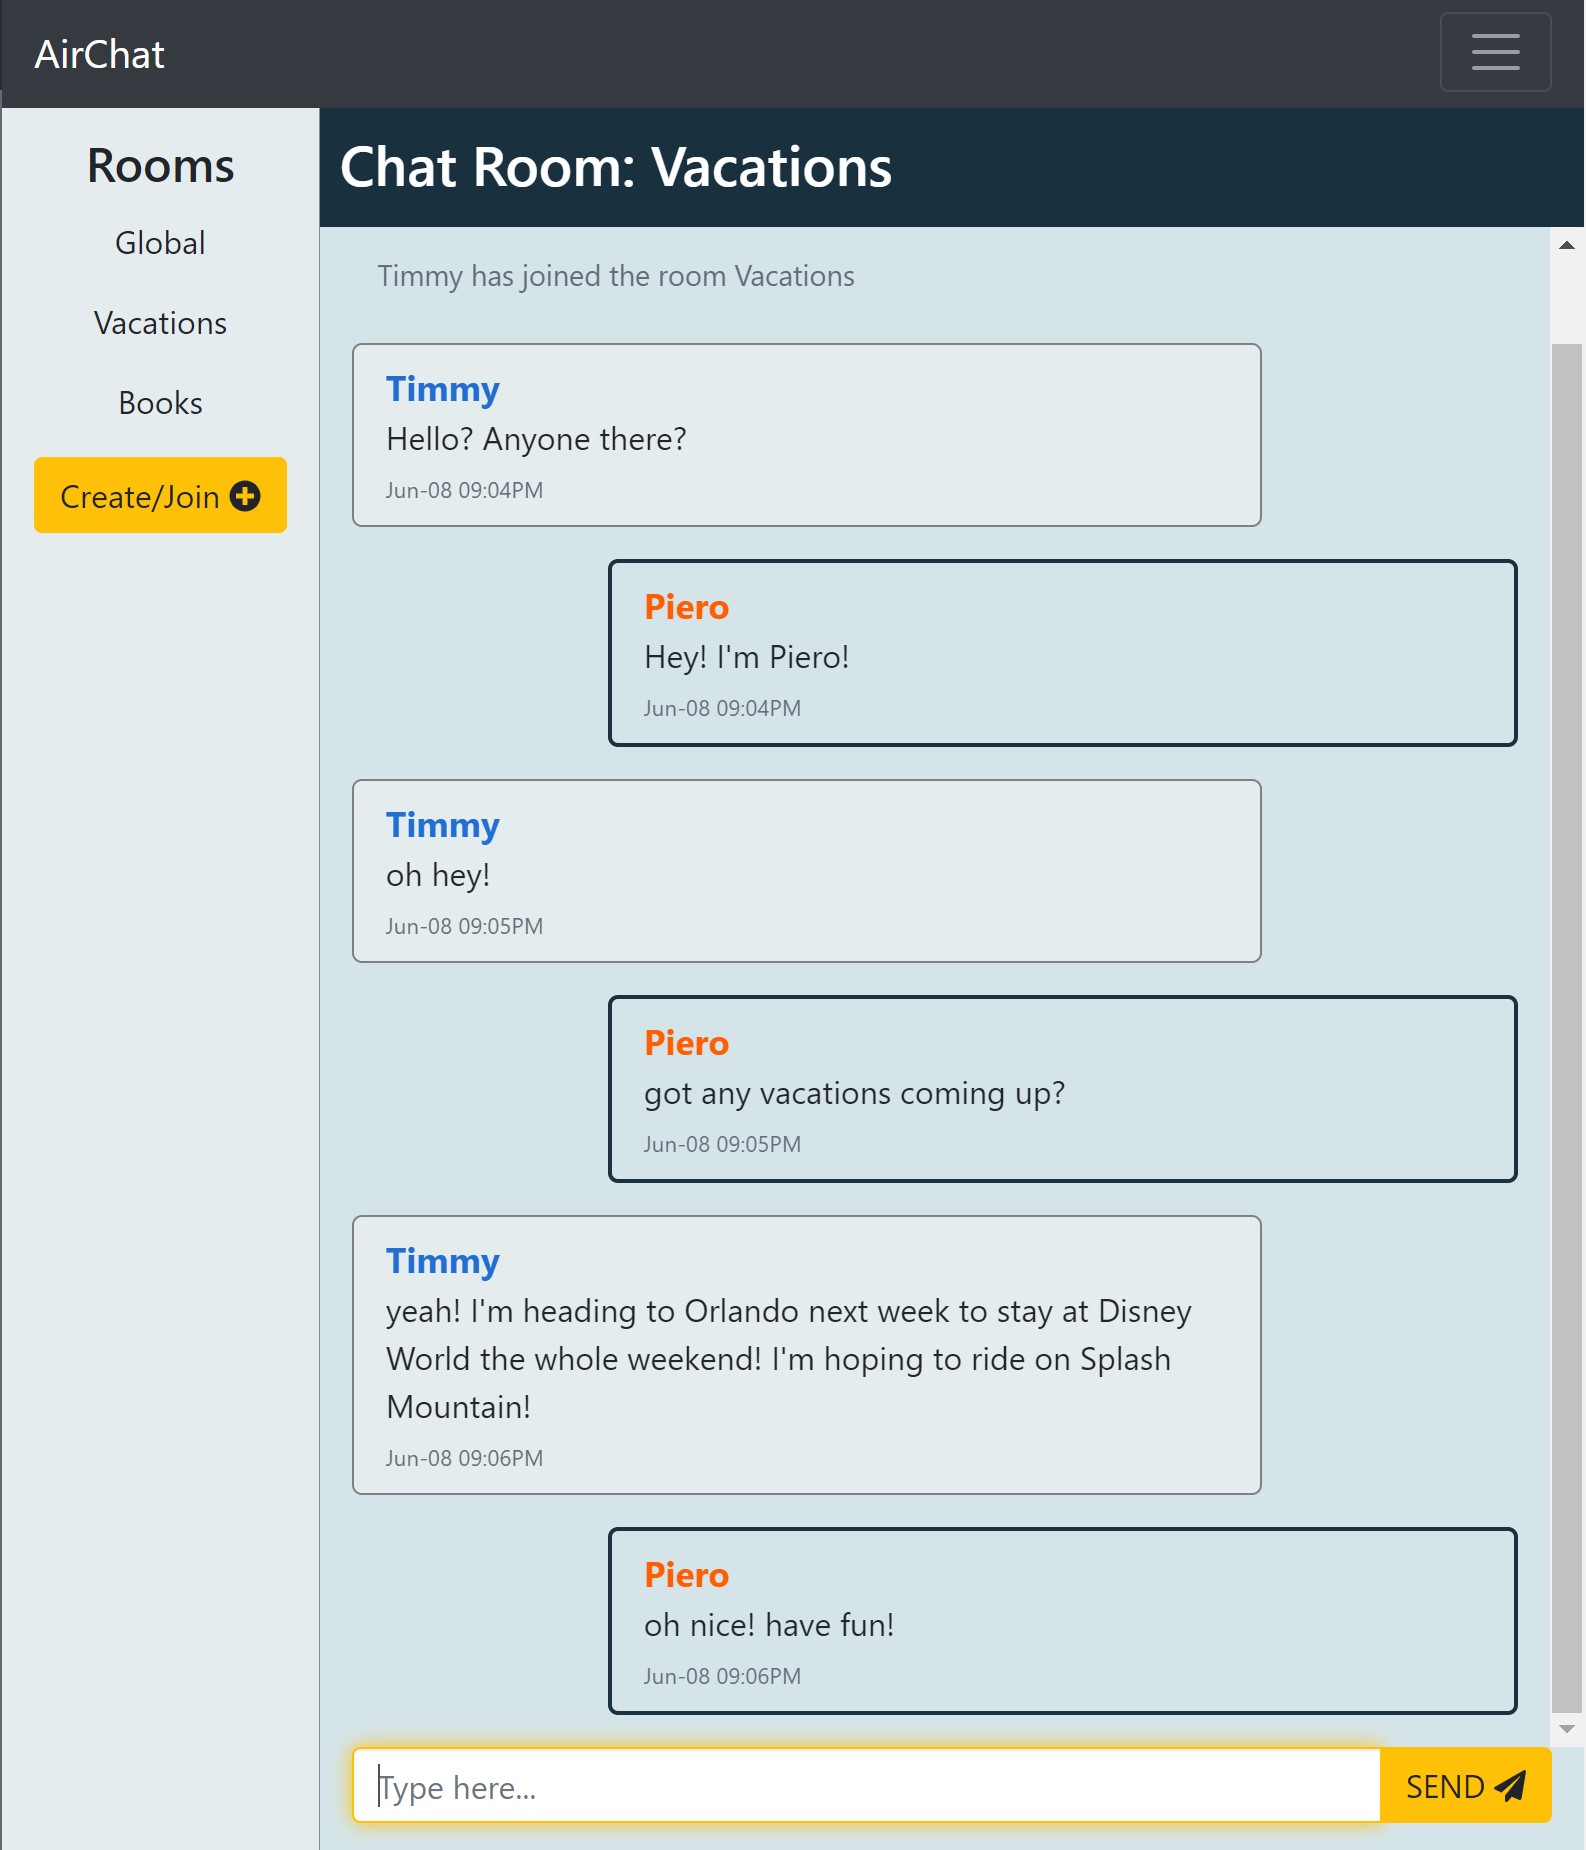 AirChat
Rooms
Global
Vacations
Books
Create/Join
Chat Room: Vacations
Timmy has joined the room Vacations
Timmy
Hello? Anyone there?
Jun-08 09:04PM
Piero
Hey! I'm Piero!
Jun-08 09:04PM
Timmy
oh hey!
Jun-08 09:05PM
Piero
got any vacations coming up?
Jun-08 09:05PM
Timmy
yeah! I'm heading to Orlando next week to stay at Disney
World the whole weekend! I'm hoping to ride on Splash
Mountain!
Jun-08 09:06PM
Piero
oh nice! have fun!
Jun-08 09:06PM
Type here...
SEND